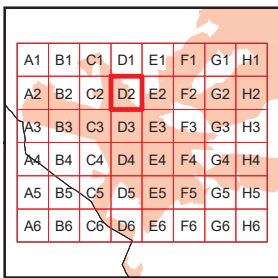 A1 B1 C1 D1 E1 F1 G1 H1
A2 B2 C2 D2 E2 F2 G2 H2
A3 B3 C3 D3 E3 F3 G3 H3
A4 B4 C4 D4 E4 F4 G4 H4
A5 B5 C5 D5 E5 F5 G5 H5
A6 B6 C6 D6 E6 F6 G6 H6